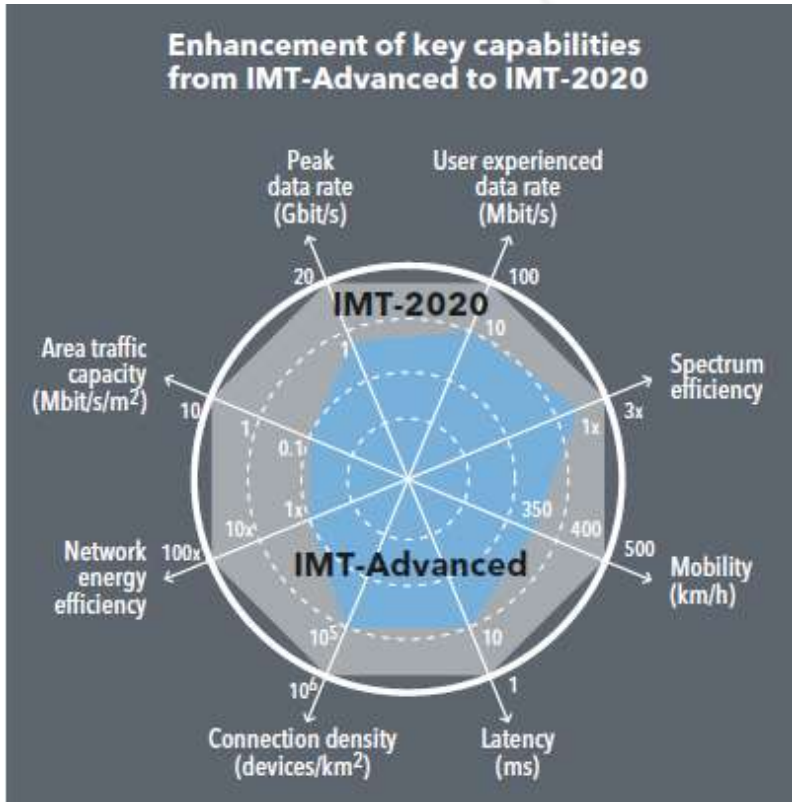 Enhancement of key capabilities
from IMT-Advanced to IMT-2020
Peak
data rate
(Gbit/s)
User experienced
data rate
(Mbit/s)
20
100
IMT-2020
1
10
Area traffic
capacity
(Mbit/s/m²)
Spectrum
efficiency
10
1
0.1
1x
3x
1x
10x
100x
350
400
500
Network
energy
efficiency
IMT-Advanced
Mobility
(km/h)
10⁵
10
10⁶
1
Connection density
(devices/km²)
Latency
(ms)